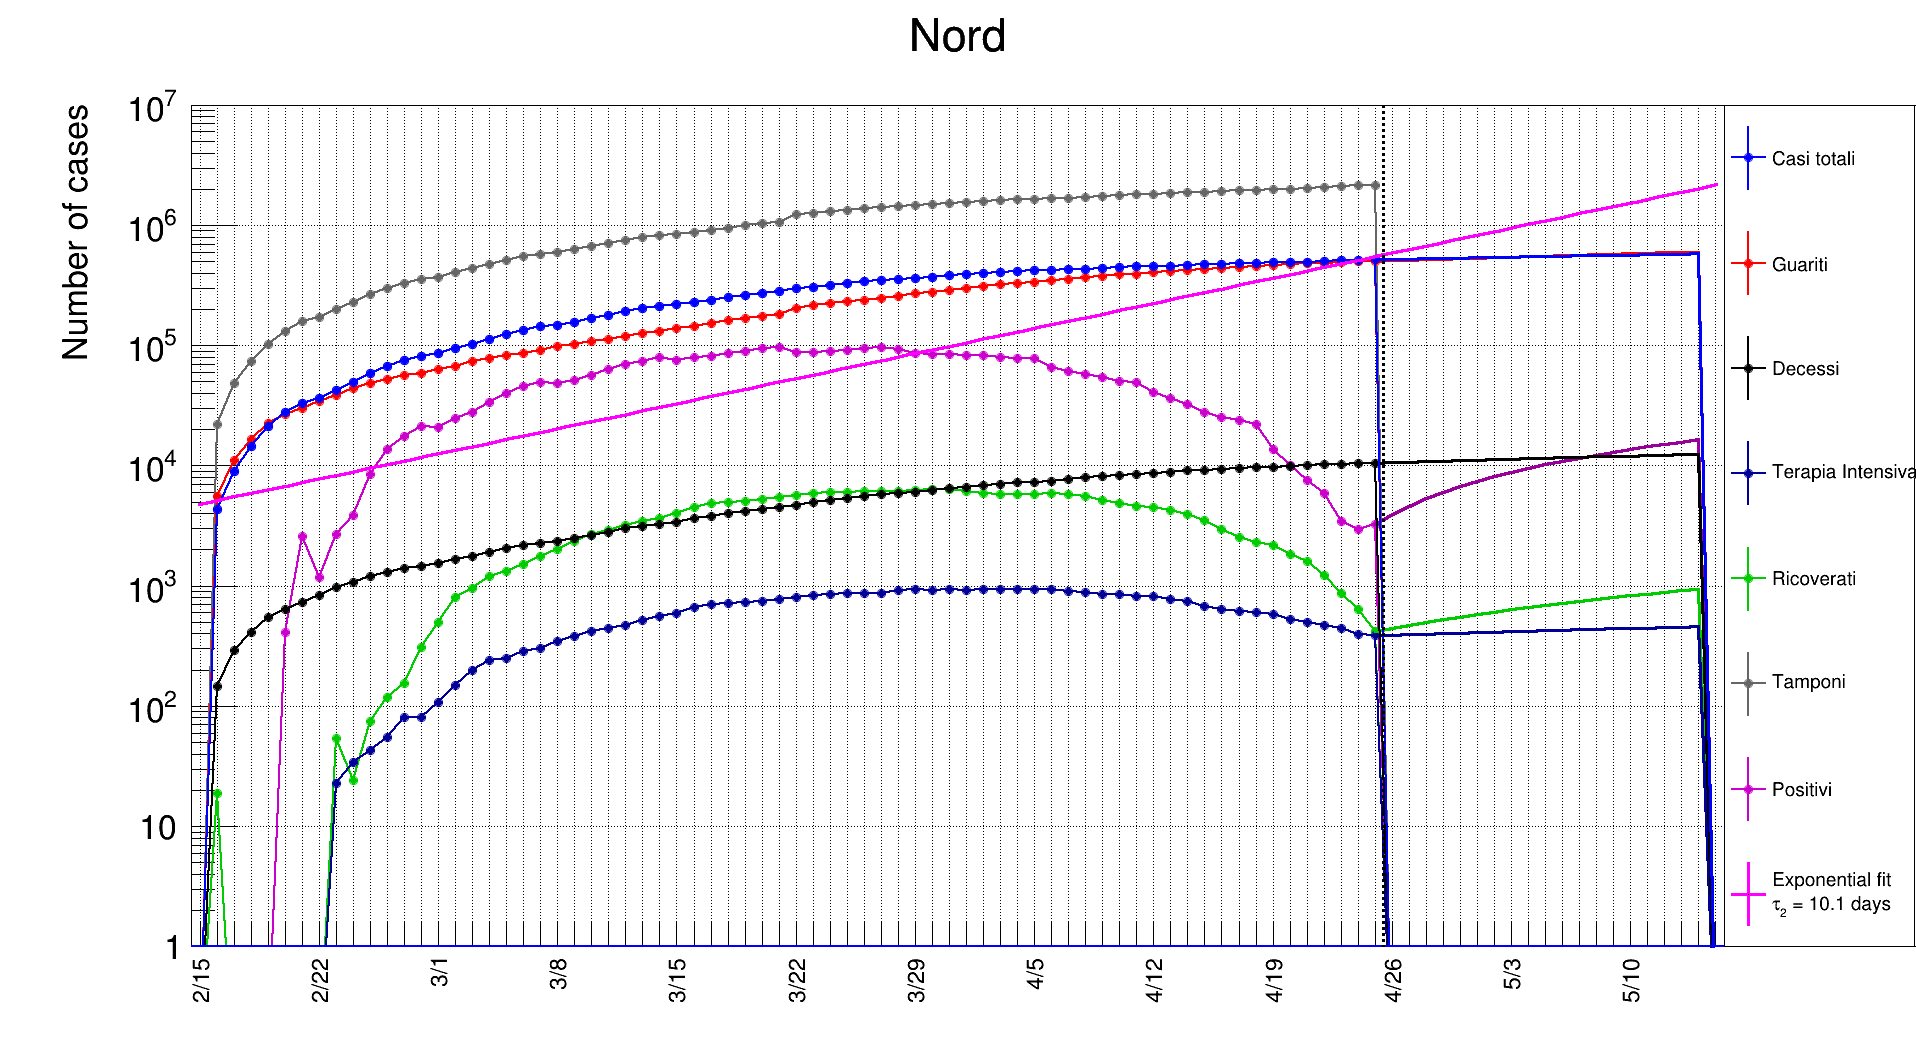 Nord
Number of cases
10^7
10^6
10^5
10^4
10^3
10^2
10
1
2/15
2/22
3/1
3/8
3/15
3/22
3/29
4/5
4/12
4/19
4/26
5/3
5/10
Casi totali
Guariti
Decessi
Terapia Intensiva
Ricoverati
Tamponi
Positivi
Exponential fit
τ₂ = 10.1 days